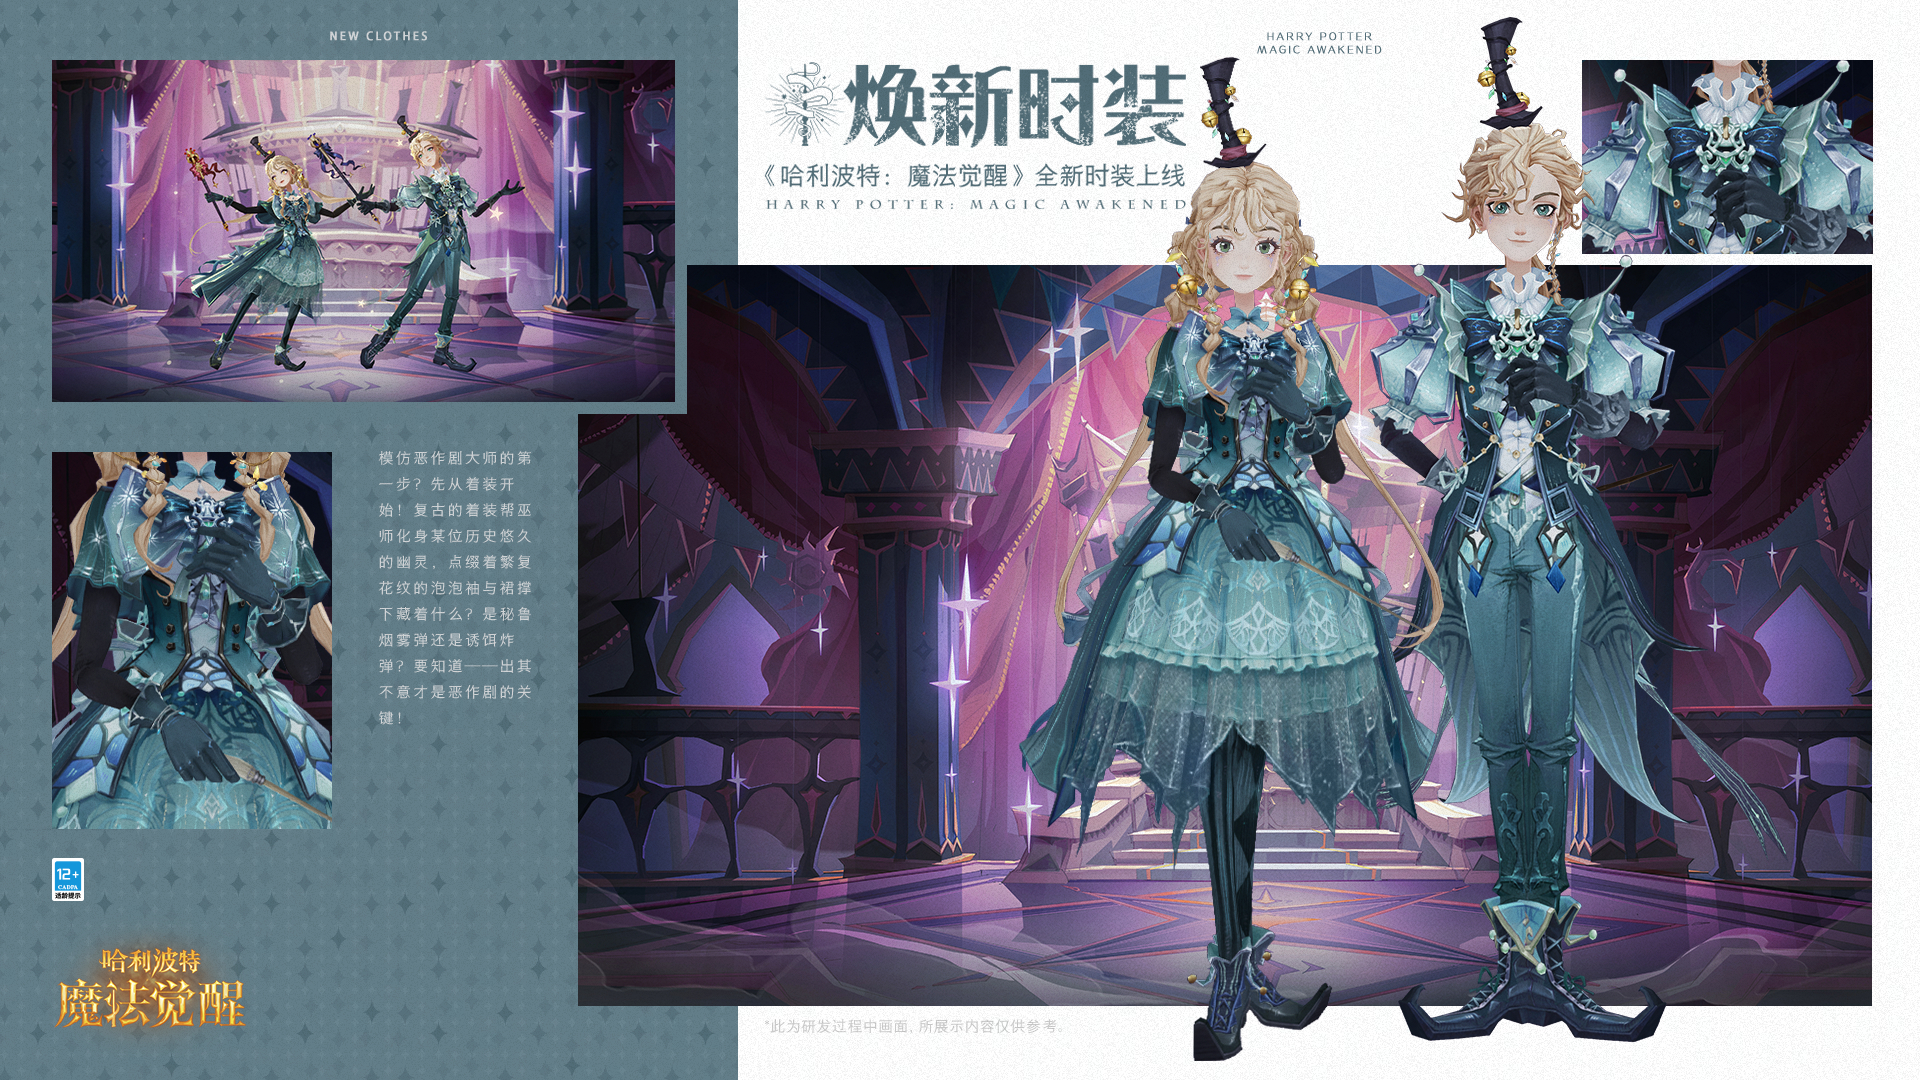 NEW CLOTHES
HARRY POTTER
MAGIC AWAKENED
焕新时装
《哈利波特：魔法觉醒》全新时装上线
HARRY POTTER: MAGIC AWAKENED
模仿恶作剧大师的第
一步？先从着装开
始！复古的着装帮巫
师化身某位历史悠久
的幽灵，点缀着繁复
花纹的泡泡袖与裙撑
下藏着什么？是秘鲁
烟雾弹还是诱饵炸
弹？要知道——出其
不意才是恶作剧的关
键！
12+
CADPA
适龄提示
哈利波特
魔法觉醒
*此为研发过程中画面，所展示内容仅供参考。